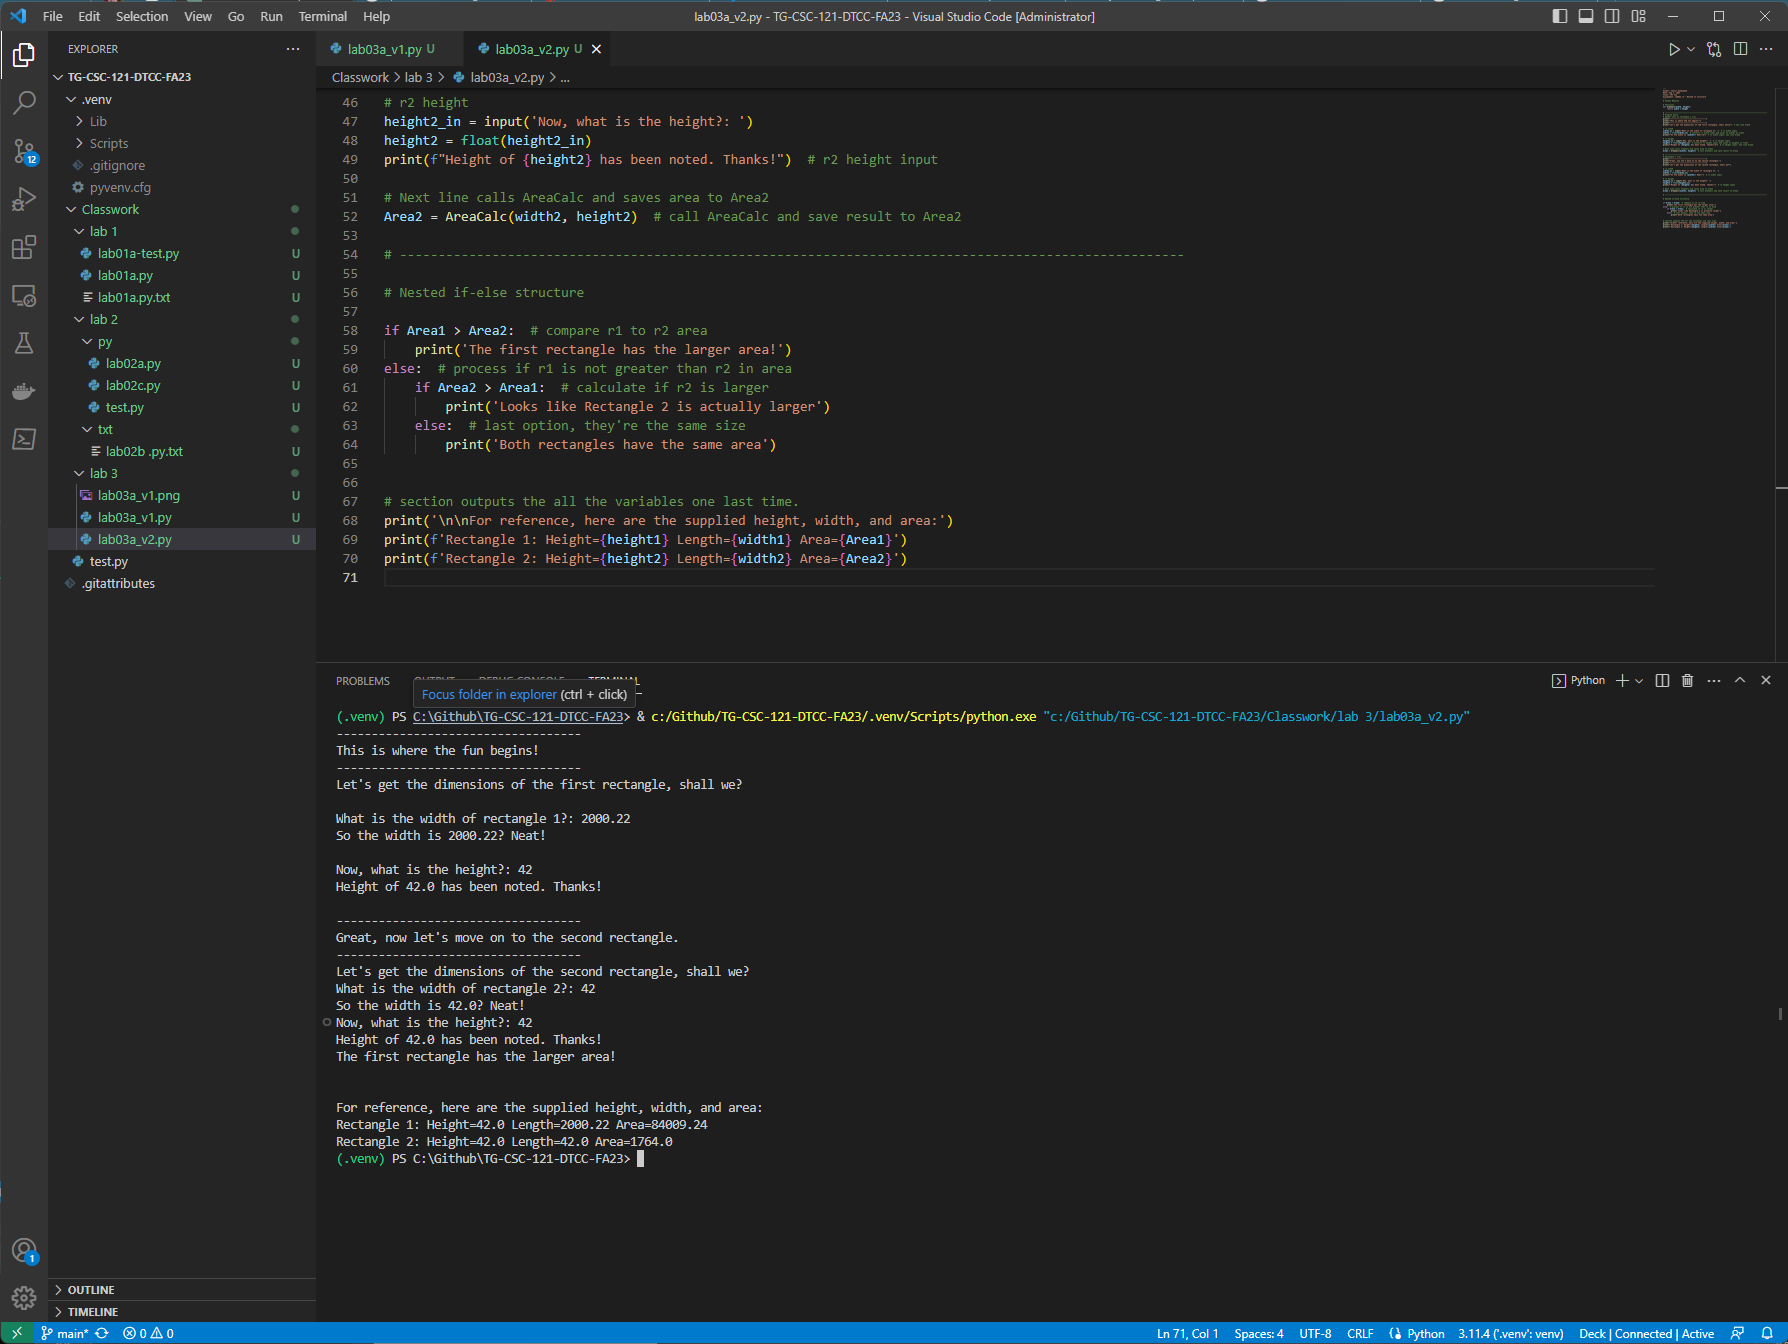 File Edit Selection View Go Run Terminal Help
lab03a_v2.py - TG-CSC-121-DTCC-FA23 - Visual Studio Code [Administrator]
EXPLORER
TG-CSC-121-DTCC-FA23
.venv
Lib
Scripts
.gitignore
pyvenv.cfg
Classwork
lab 1
lab01a-test.py U
lab01a.py U
lab01a.py.txt U
lab 2
py
lab02a.py U
lab02c.py U
test.py U
txt
lab02b .py.txt U
lab 3
lab03a_v1.png U
lab03a_v1.py U
lab03a_v2.py U
test.py
.gitattributes
OUTLINE
TIMELINE
12
1
lab03a_v1.py U
lab03a_v2.py U
Classwork > lab 3 > lab03a_v2.py > ...
46 # r2 height
47 height2_in = input('Now, what is the height?: ')
48 height2 = float(height2_in)
49 print(f"Height of {height2} has been noted. Thanks!")  # r2 height input
50
51 # Next line calls AreaCalc and saves area to Area2
52 Area2 = AreaCalc(width2, height2)  # call AreaCalc and save result to Area2
53
54 # ------------------------------------------------------------------------------------------------------
55
56 # Nested if-else structure
57
58 if Area1 > Area2:  # compare r1 to r2 area
59     print('The first rectangle has the larger area!')
60 else:  # process if r1 is not greater than r2 in area
61     if Area2 > Area1:  # calculate if r2 is larger
62         print('Looks like Rectangle 2 is actually larger')
63     else:  # last option, they're the same size
64         print('Both rectangles have the same area')
65
66
67 # section outputs the all the variables one last time.
68 print('\n\nFor reference, here are the supplied height, width, and area:')
69 print(f'Rectangle 1: Height={height1} Length={width1} Area={Area1}')
70 print(f'Rectangle 2: Height={height2} Length={width2} Area={Area2}')
71
PROBLEMS OUTPUT DEBUG CONSOLE TERMINAL
Python
Focus folder in explorer (ctrl + click)
(.venv) PS C:\Github\TG-CSC-121-DTCC-FA23> & c:/Github/TG-CSC-121-DTCC-FA23/.venv/Scripts/python.exe "c:/Github/TG-CSC-121-DTCC-FA23/Classwork/lab 3/lab03a_v2.py"
-----------------------------------
This is where the fun begins!
-----------------------------------
Let's get the dimensions of the first rectangle, shall we?
What is the width of rectangle 1?: 2000.22
So the width is 2000.22? Neat!
Now, what is the height?: 42
Height of 42.0 has been noted. Thanks!
-----------------------------------
Great, now let's move on to the second rectangle.
-----------------------------------
Let's get the dimensions of the second rectangle, shall we?
What is the width of rectangle 2?: 42
So the width is 42.0? Neat!
Now, what is the height?: 42
Height of 42.0 has been noted. Thanks!
The first rectangle has the larger area!
For reference, here are the supplied height, width, and area:
Rectangle 1: Height=42.0 Length=2000.22 Area=84009.24
Rectangle 2: Height=42.0 Length=42.0 Area=1764.0
(.venv) PS C:\Github\TG-CSC-121-DTCC-FA23>
main* 0 0
Ln 71, Col 1 Spaces: 4 UTF-8 CRLF Python 3.11.4 ('.venv': venv) Deck | Connected | Active